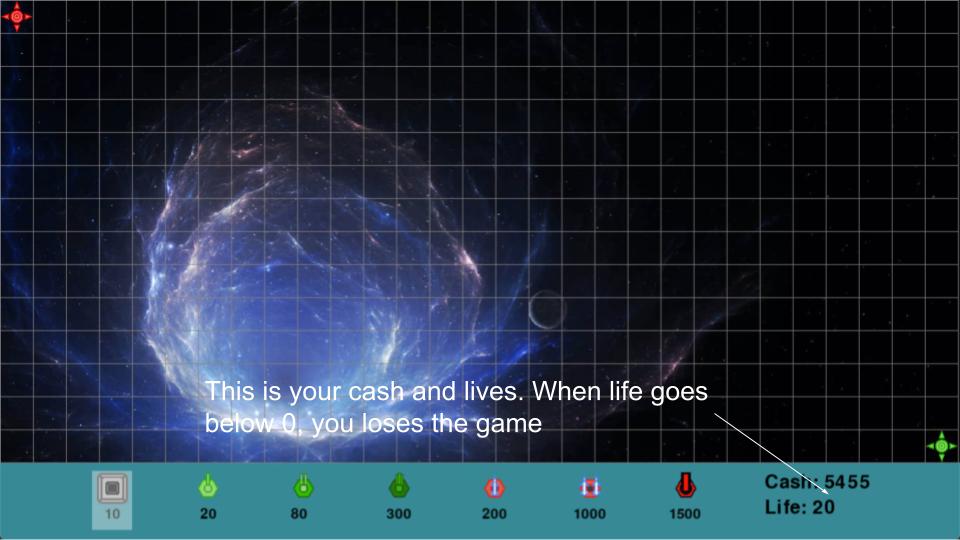 This is your cash and lives. When life goes
below 0, you loses the game
Cash: 5455
Life: 20
10 20 80 300 200 1000 1500